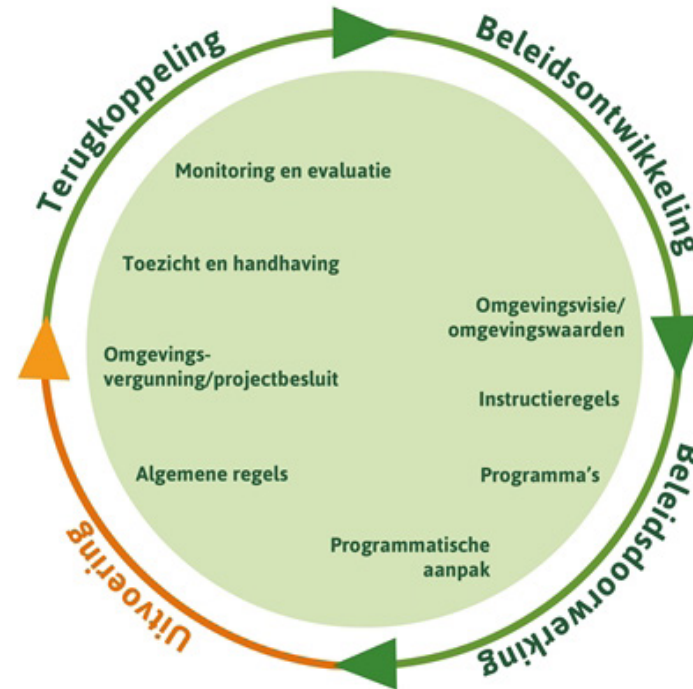 Terugkoppeling
Beleidsontwikkeling
Monitoring en evaluatie
Toezicht en handhaving
Omgevingsvisie/
omgevingswaarden
Omgevings-
vergunning/projectbesluit
Instructieregels
Algemene regels
Programma's
Programmatische
aanpak
Uitvoering
Beleidsdoorwerking